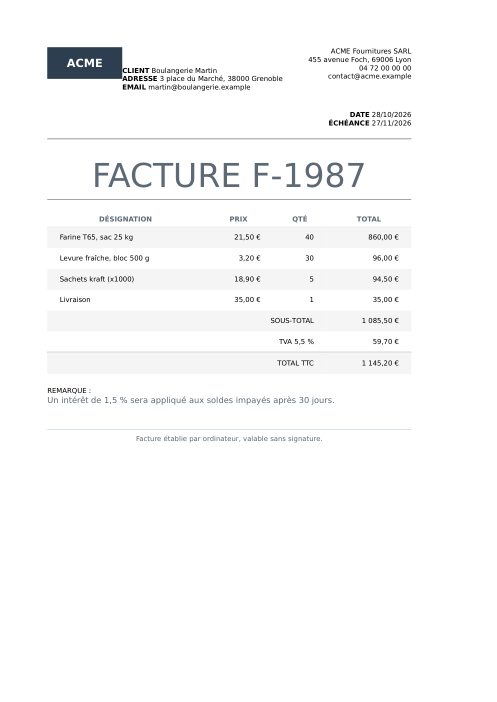 ACME
CLIENT Boulangerie Martin
ADRESSE 3 place du Marché, 38000 Grenoble
EMAIL martin@boulangerie.example
ACME Fournitures SARL
455 avenue Foch, 69006 Lyon
04 72 00 00 00
contact@acme.example
DATE 28/10/2026
ÉCHÉANCE 27/11/2026
FACTURE F-1987
DÉSIGNATION PRIX QTÉ TOTAL
Farine T65, sac 25 kg 21,50 € 40 860,00 €
Levure fraîche, bloc 500 g 3,20 € 30 96,00 €
Sachets kraft (x1000) 18,90 € 5 94,50 €
Livraison 35,00 € 1 35,00 €
SOUS-TOTAL 1 085,50 €
TVA 5,5 % 59,70 €
TOTAL TTC 1 145,20 €
REMARQUE :
Un intérêt de 1,5 % sera appliqué aux soldes impayés après 30 jours.
Facture établie par ordinateur, valable sans signature.